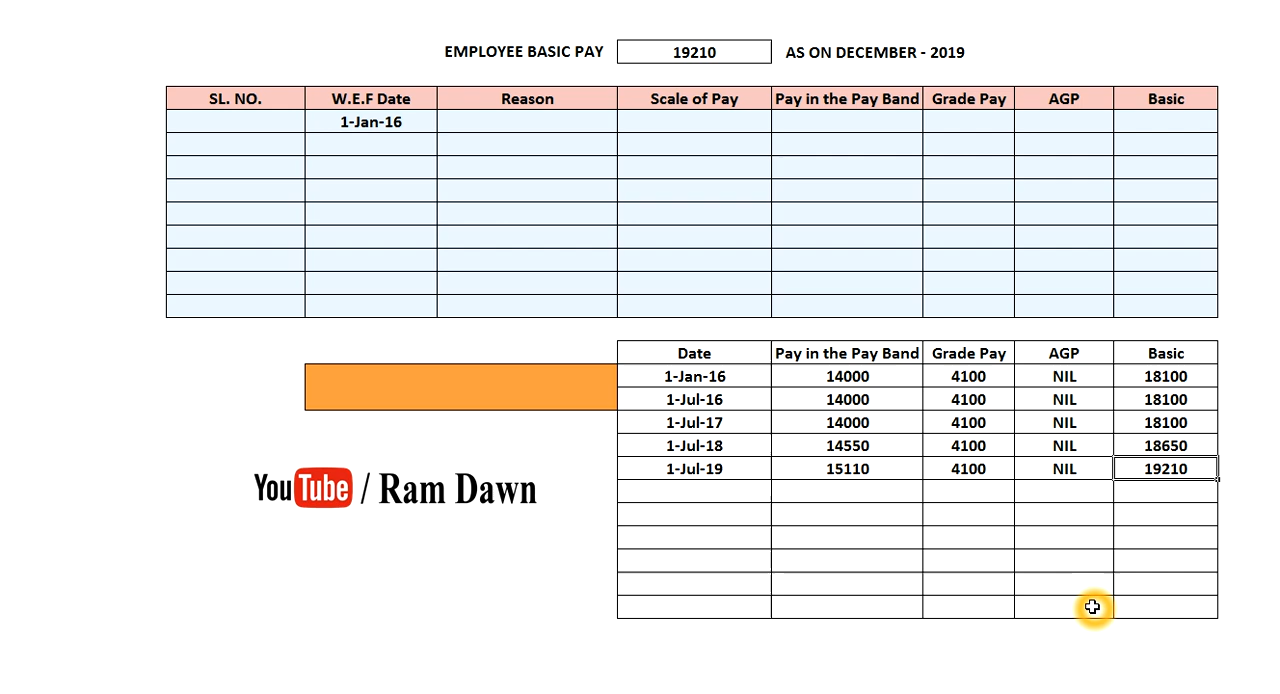 EMPLOYEE BASIC PAY 19210 AS ON DECEMBER - 2019
SL. NO. W.E.F Date Reason Scale of Pay Pay in the Pay Band Grade Pay AGP Basic
1-Jan-16
Date Pay in the Pay Band Grade Pay AGP Basic
1-Jan-16 14000 4100 NIL 18100
1-Jul-16 14000 4100 NIL 18100
1-Jul-17 14000 4100 NIL 18100
1-Jul-18 14550 4100 NIL 18650
1-Jul-19 15110 4100 NIL 19210
YouTube / Ram Dawn